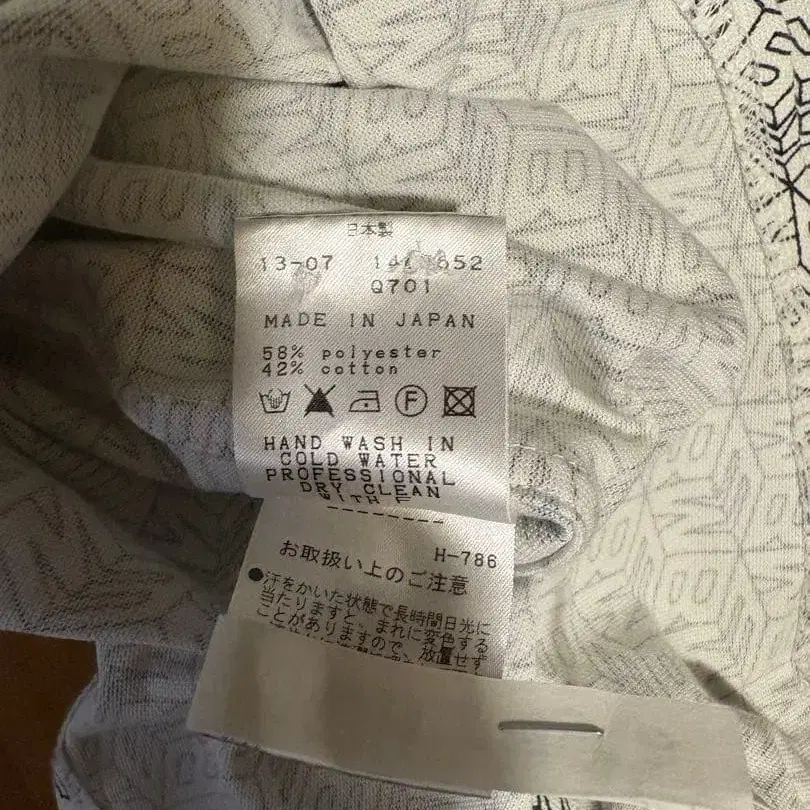 日本製
13-07
Q701
MADE IN JAPAN
58% polyester
42% cotton
F
HAND WASH IN
COLD WATER
PROFESSIONAL
DRY CLEAN
WITH F
--------
H-786
お取扱い上のご注意
●汗をかいた状態で長時間日光に
当たりますと、まれに変色する
ことがありますので、放置せず